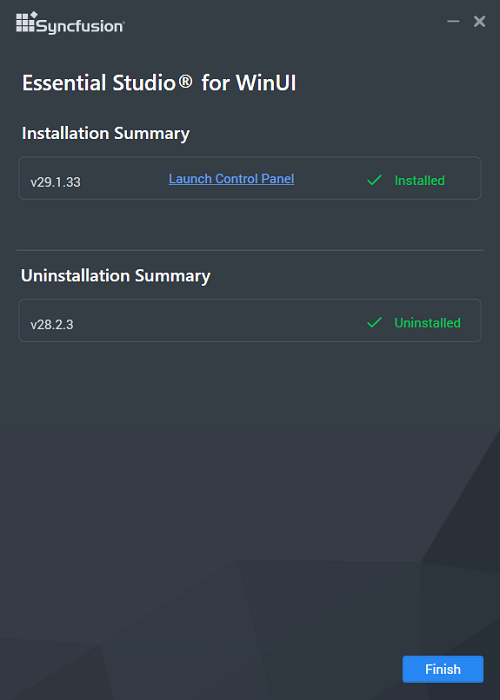 Syncfusion®
Essential Studio® for WinUI
Installation Summary
v29.1.33 Launch Control Panel Installed
Uninstallation Summary
v28.2.3 Uninstalled
Finish